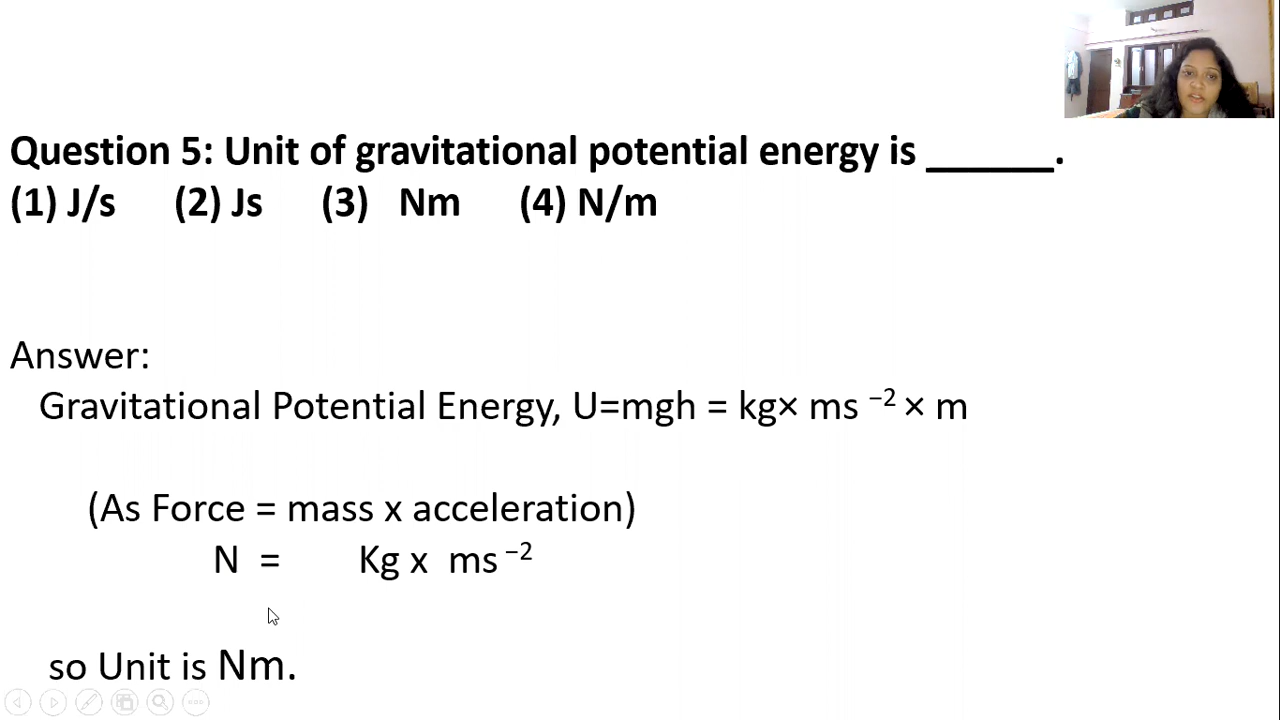 Question 5: Unit of gravitational potential energy is ______.
(1) J/s (2) Js (3) Nm (4) N/m
Answer:
Gravitational Potential Energy, U=mgh = kg× ms ⁻² × m
(As Force = mass x acceleration)
N = Kg x ms ⁻²
so Unit is Nm.